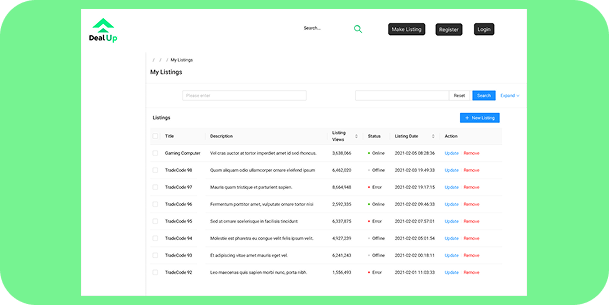 Search...
Make Listing
Register
Login
Deal Up
/ / / My Listings
My Listings
Please enter
Reset
Search
Expand
Listings
+ New Listing
Title Description Listing Views Status Listing Date Action
Gaming Computer Vel cras auctor at tortor imperdiet amet id sed rhoncus. 3,638,066 Online 2021-02-05 08:28:36 Update Remove
TradeCode 98 Quam aliquam odio ullamcorper ornare eleifend ipsum 6,462,020 Offline 2021-02-03 19:49:33 Update Remove
TradeCode 97 Mauris quam tristique et parturient sapien. 8,664,948 Error 2021-02-02 19:17:15 Update Remove
TradeCode 96 Fermentum porttitor amet, vulputate ornare tortor nisi 2,592,335 Online 2021-02-02 09:46:33 Update Remove
TradeCode 95 Sed at ornare scelerisque in facilisis tincidunt 6,337,875 Error 2021-02-02 07:57:01 Update Remove
TradeCode 94 Molestie est pharetra eu congue velit felis ipsum velit. 4,927,239 Offline 2021-02-02 05:01:54 Update Remove
TradeCode 93 Et adipiscing vitae amet mauris eget vel. 6,241,243 Offline 2021-02-02 00:18:11 Update Remove
TradeCode 92 Leo maecenas quis sapien morbi nunc, porta nibh. 1,556,493 Error 2021-02-01 11:03:33 Update Remove